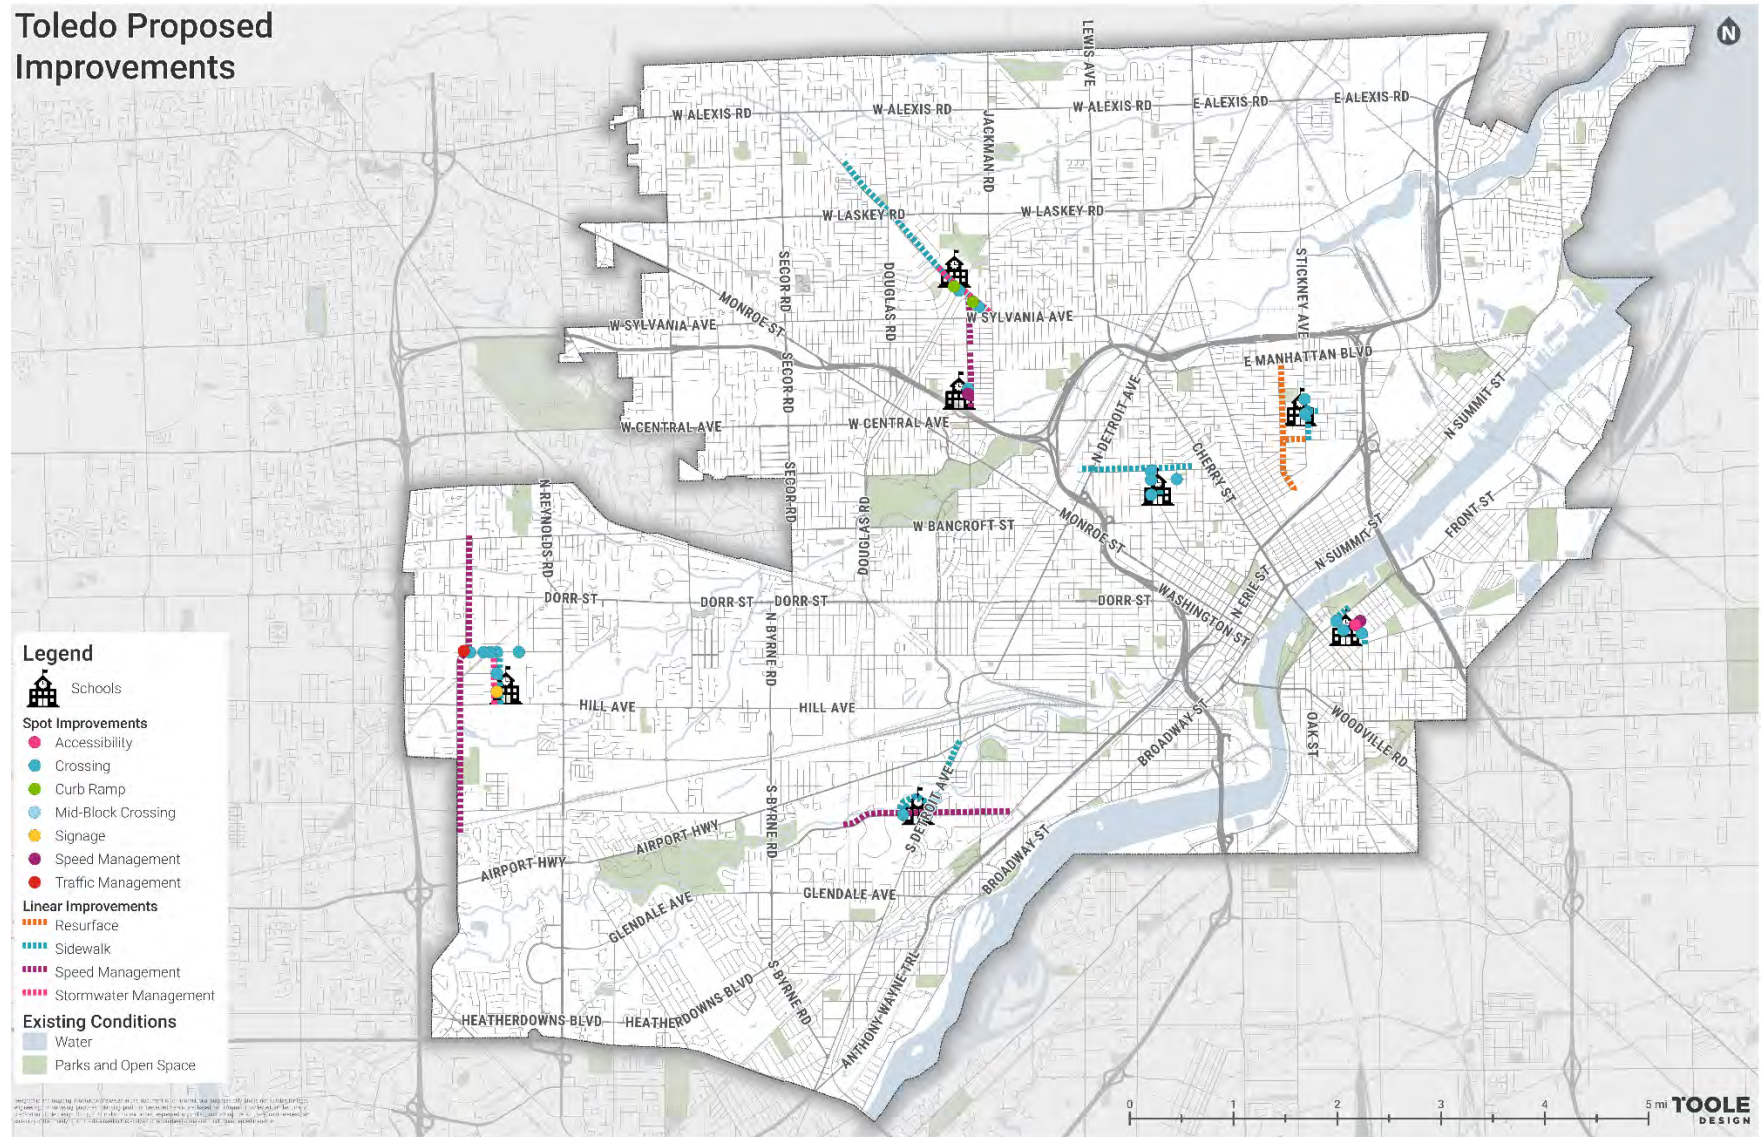 Toledo Proposed
Improvements
N
LEWIS AVE
W ALEXIS RD
W ALEXIS RD
W ALEXIS RD
E ALEXIS RD
E ALEXIS RD
JACKMAN RD
W LASKEY RD
W LASKEY RD
SECOR RD
DOUGLAS RD
STICKNEY AVE
MONROE ST
W SYLVANIA AVE
W SYLVANIA AVE
E MANHATTAN BLVD
SECOR RD
N DETROIT AVE
N SUMMIT ST
W CENTRAL AVE
W CENTRAL AVE
CHERRY ST
SECOR RD
N REYNOLDS RD
DOUGLAS RD
W BANCROFT ST
MONROE ST
FRONT ST
N SUMMIT ST
DORR ST
DORR ST
DORR ST
DORR ST
WASHINGTON ST
N ERIE ST
N BYRNE RD
HILL AVE
HILL AVE
BROADWAY ST
OAK ST
WOODVILLE RD
S BYRNE RD
S DETROIT AVE
AIRPORT HWY
AIRPORT HWY
BROADWAY ST
GLENDALE AVE
GLENDALE AVE
S BYRNE RD
ANTHONY WAYNE TRL
HEATHERDOWNS BLVD
HEATHERDOWNS BLVD
Legend
Schools
Spot Improvements
Accessibility
Crossing
Curb Ramp
Mid-Block Crossing
Signage
Speed Management
Traffic Management
Linear Improvements
Resurface
Sidewalk
Speed Management
Stormwater Management
Existing Conditions
Water
Parks and Open Space
0 1 2 3 4 5 mi
TOOLE
DESIGN